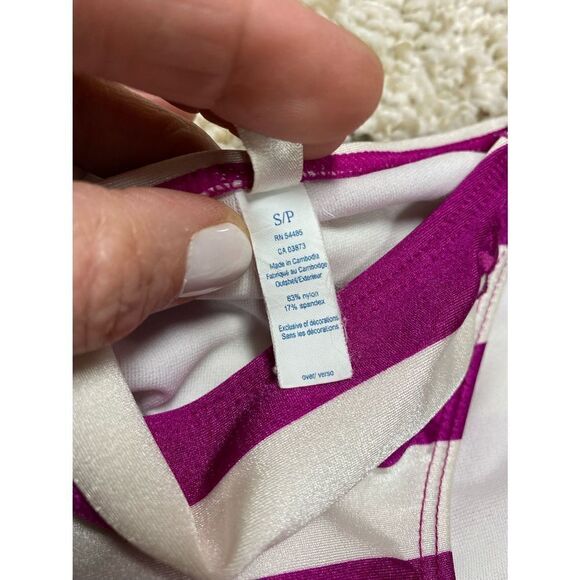 S/P
RN 54485
CA 03873
Made in Cambodia
Fabriqué au Cambodge
Outshell/Exterieur
83% nylon
17% spandex
Exclusive of decorations
Sans les décorations
over/ verso